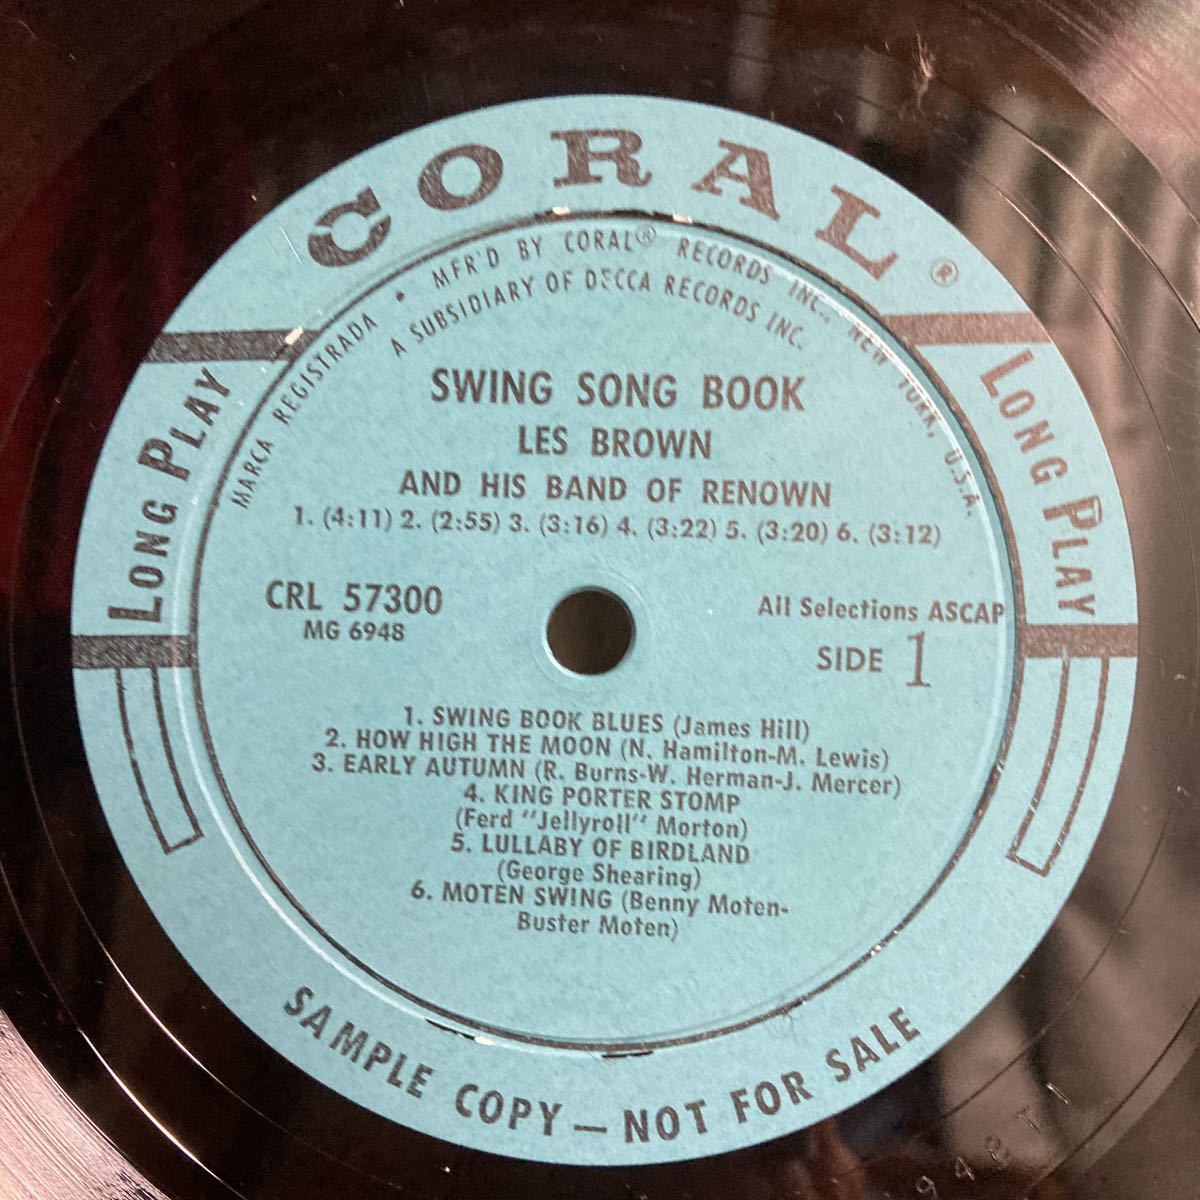 CORAL®
MARCA REGISTRADA • MFR'D BY CORAL® RECORDS INC., NEW YORK, U.S.A.
A SUBSIDIARY OF DECCA RECORDS INC.
LONG PLAY
LONG PLAY
SWING SONG BOOK
LES BROWN
AND HIS BAND OF RENOWN
1. (4:11) 2. (2:55) 3. (3:16) 4. (3:22) 5. (3:20) 6. (3:12)
CRL 57300
MG 6948
All Selections ASCAP
SIDE 1
1. SWING BOOK BLUES (James Hill)
2. HOW HIGH THE MOON (N. Hamilton-M. Lewis)
3. EARLY AUTUMN (R. Burns-W. Herman-J. Mercer)
4. KING PORTER STOMP
(Ferd "Jellyroll" Morton)
5. LULLABY OF BIRDLAND
(George Shearing)
6. MOTEN SWING (Benny Moten-
Buster Moten)
SAMPLE COPY — NOT FOR SALE